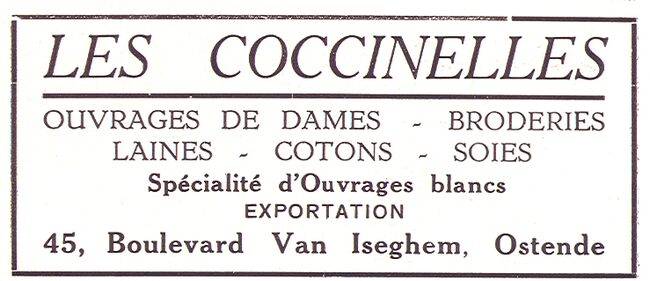 LES COCCINELLES
OUVRAGES DE DAMES - BRODERIES
LAINES - COTONS - SOIES
Spécialité d'Ouvrages blancs
EXPORTATION
45, Boulevard Van Iseghem, Ostende